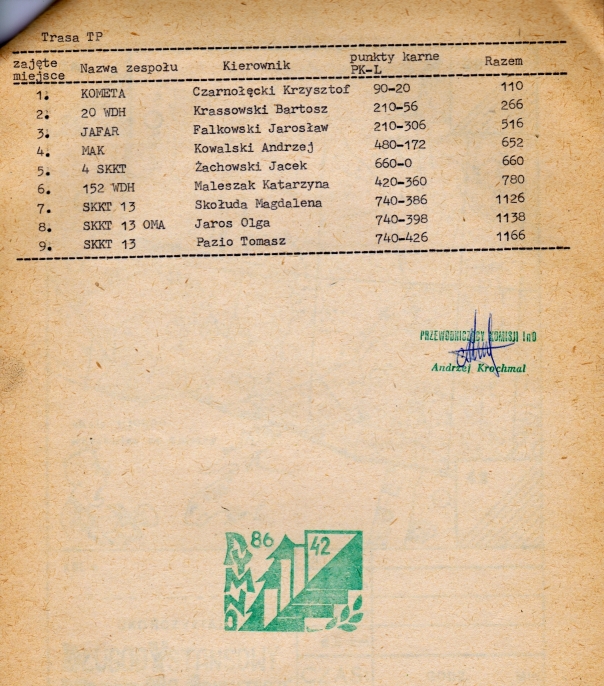 Trasa TP
zajęte miejsce Nazwa zespołu Kierownik punkty karne PK-L Razem
1. KOMETA Czarnołęcki Krzysztof 90-20 110
2. 20 WDH Krassowski Bartosz 210-56 266
3. JAFAR Falkowski Jarosław 210-306 516
4. MAK Kowalski Andrzej 480-172 652
5. 4 SKKT Żachowski Jacek 660-0 660
6. 152 WDH Maleszak Katarzyna 420-360 780
7. SKKT 13 Skołuda Magdalena 740-386 1126
8. SKKT 13 OMA Jaros Olga 740-398 1138
9. SKKT 13 Pazio Tomasz 740-426 1166
PRZEWODNICZĄCY KOMISJI InO
Andrzej Krochmal
86 42